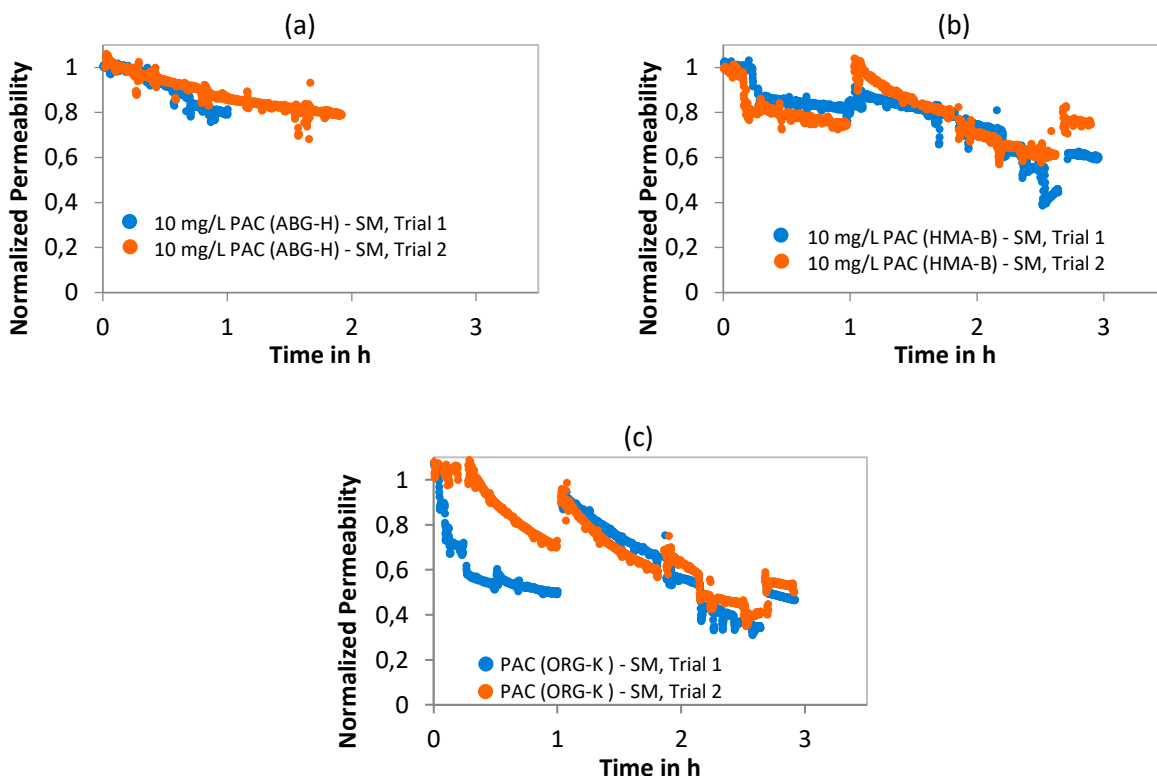 (a)
Normalized Permeability
1
0,8
0,6
0,4
0,2
0
10 mg/L PAC (ABG-H) - SM, Trial 1
10 mg/L PAC (ABG-H) - SM, Trial 2
0 1 2 3
Time in h
(b)
Normalized Permeability
1
0,8
0,6
0,4
0,2
0
10 mg/L PAC (HMA-B) - SM, Trial 1
10 mg/L PAC (HMA-B) - SM, Trial 2
0 1 2 3
Time in h
(c)
Normalized Permeability
1
0,8
0,6
0,4
0,2
0
PAC (ORG-K ) - SM, Trial 1
PAC (ORG-K ) - SM, Trial 2
0 1 2 3
Time in h